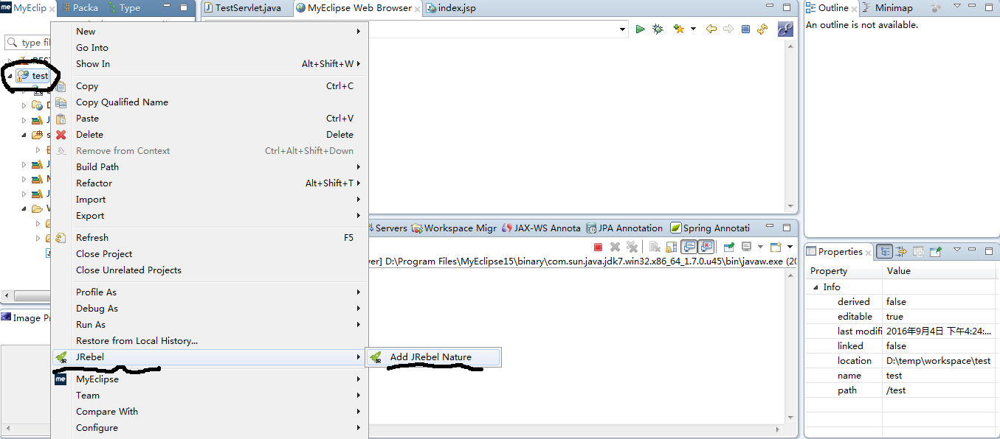 MyEclip
Packa
Type
TestServlet.java
MyEclipse Web Browser
index.jsp
Outline
Minimap
An outline is not available.
type fil
test
New
Go Into
Show In Alt+Shift+W
Copy Ctrl+C
Copy Qualified Name
Paste Ctrl+V
Delete Delete
Remove from Context Ctrl+Alt+Shift+Down
Build Path
Refactor Alt+Shift+T
Import
Export
Refresh F5
Close Project
Close Unrelated Projects
Profile As
Debug As
Run As
Restore from Local History...
JRebel
Add JRebel Nature
MyEclipse
Team
Compare With
Configure
Image Pr
Servers
Workspace Migr
JAX-WS Annota
JPA Annotation
Spring Annotati
ver] D:\Program Files\MyEclipse15\binary\com.sun.java.jdk7.win32.x86_64_1.7.0.u45\bin\javaw.exe (20
Properties
Property Value
Info
derived false
editable true
last modifi 2016年9月4日 下午4:24:...
linked false
location D:\temp\workspace\test
name test
path /test